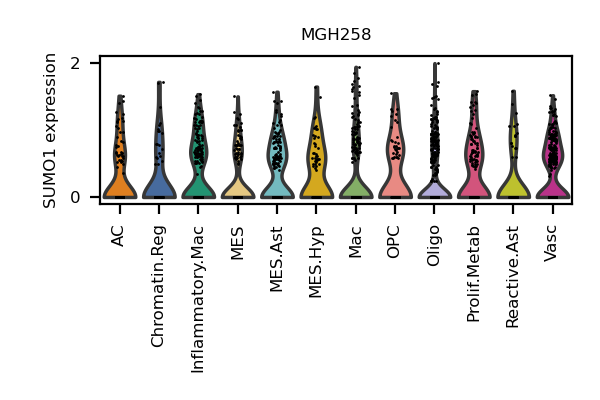 MGH258
SUMO1 expression
2
0
AC
Chromatin.Reg
Inflammatory.Mac
MES
MES.Ast
MES.Hyp
Mac
OPC
Oligo
Prolif.Metab
Reactive.Ast
Vasc